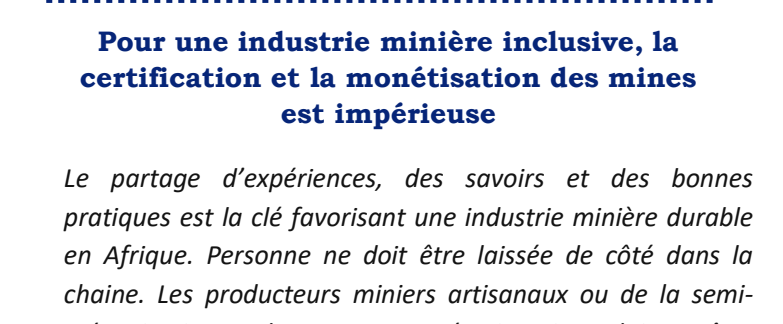 Pour une industrie minière inclusive, la
certification et la monétisation des mines
est impérieuse
Le partage d’expériences, des savoirs et des bonnes
pratiques est la clé favorisant une industrie minière durable
en Afrique. Personne ne doit être laissée de côté dans la
chaine. Les producteurs miniers artisanaux ou de la semi-